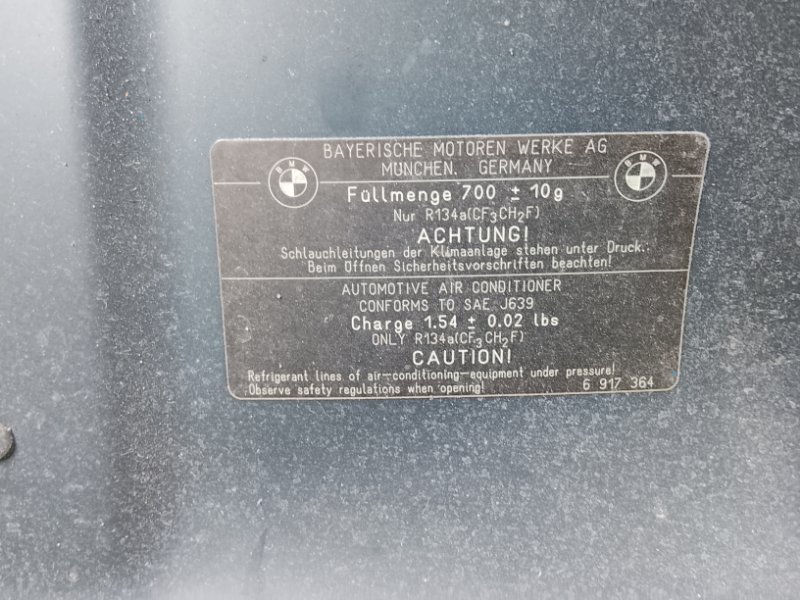 BAYERISCHE MOTOREN WERKE AG
MÜNCHEN, GERMANY
BMW
BMW
Füllmenge 700 ± 10g
Nur R134a(CF₃CH₂F)
ACHTUNG!
Schlauchleitungen der Klimaanlage stehen unter Druck.
Beim Öffnen Sicherheitsvorschriften beachten!
AUTOMOTIVE AIR CONDITIONER
CONFORMS TO SAE J639
Charge 1.54 ± 0.02 lbs
ONLY R134a(CF₃CH₂F)
CAUTION!
Refrigerant lines of air-conditioning-equipment under pressure!
Observe safety regulations when opening!
6 917 364